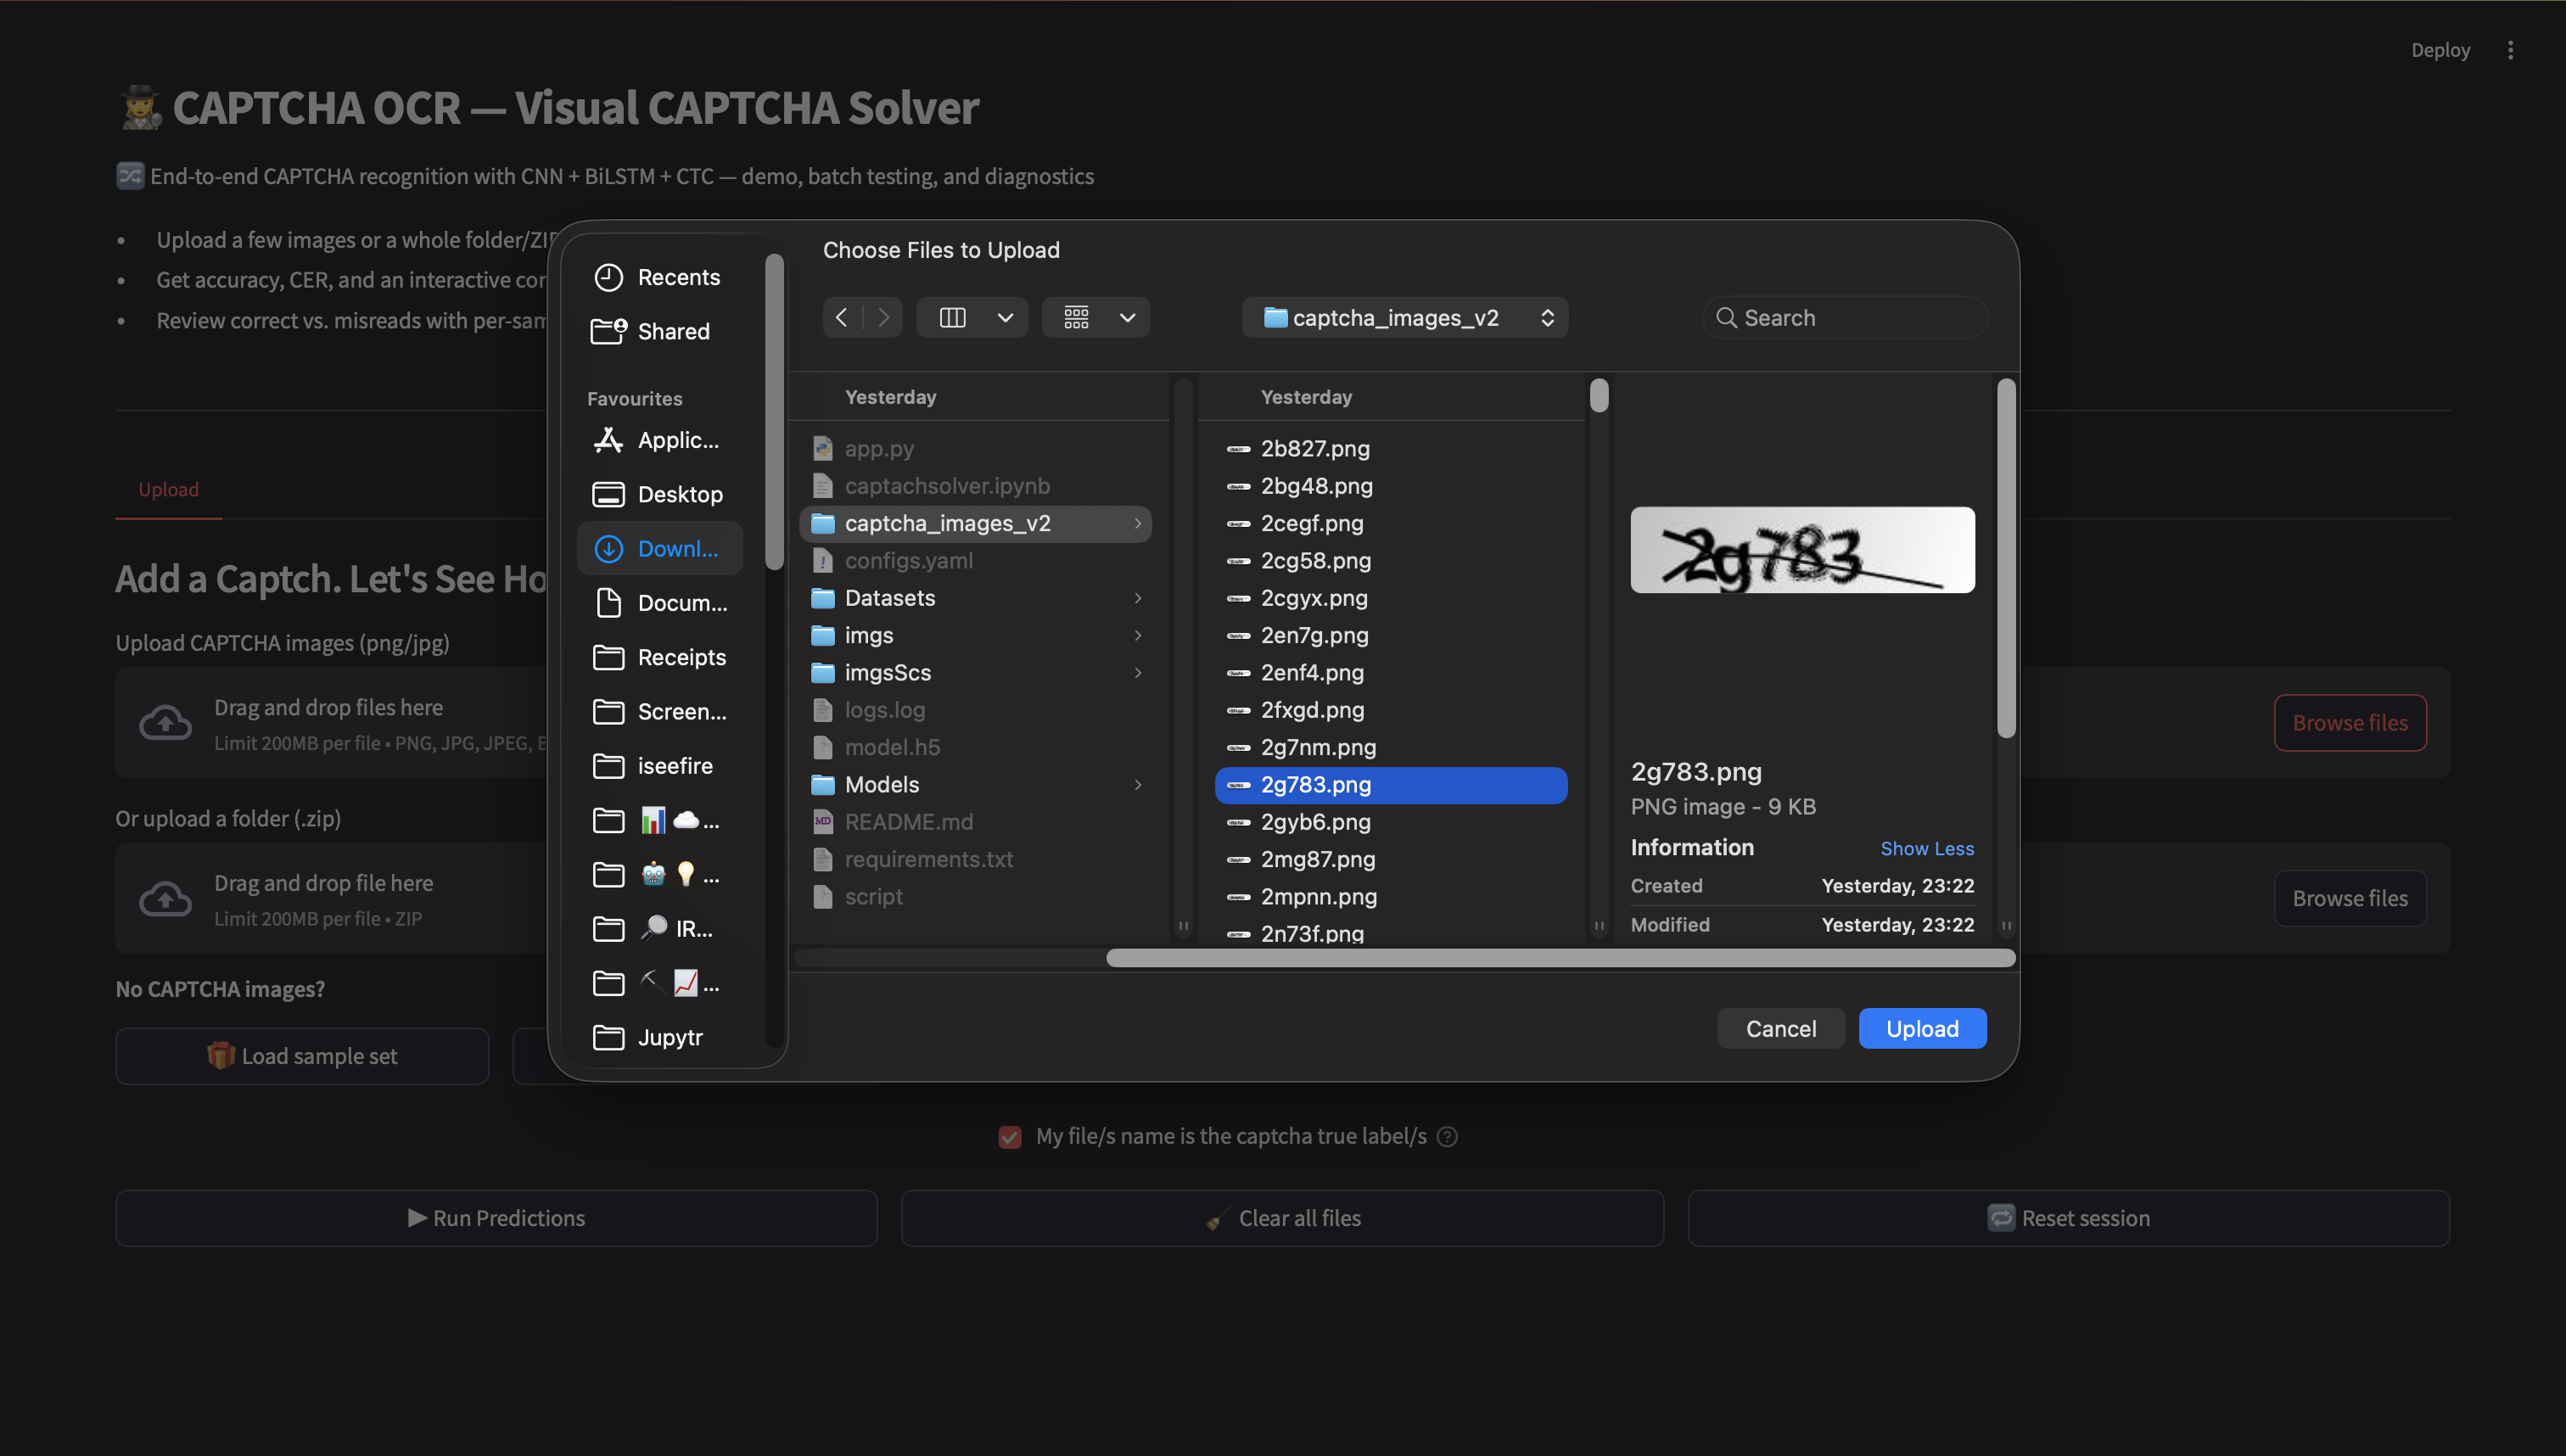 Deploy
CAPTCHA OCR — Visual CAPTCHA Solver
End-to-end CAPTCHA recognition with CNN + BiLSTM + CTC — demo, batch testing, and diagnostics
• Upload a few images or a whole folder/ZIP
• Get accuracy, CER, and an interactive cor
• Review correct vs. misreads with per-sam
Upload
Add a Captch. Let's See Ho
Upload CAPTCHA images (png/jpg)
Drag and drop files here
Limit 200MB per file • PNG, JPG, JPEG, B
Browse files
Or upload a folder (.zip)
Drag and drop file here
Limit 200MB per file • ZIP
Browse files
No CAPTCHA images?
Load sample set
My file/s name is the captcha true label/s
Run Predictions
Clear all files
Reset session
Choose Files to Upload
captcha_images_v2
Search
Recents
Shared
Favourites
Applic...
Desktop
Downl...
Docum...
Receipts
Screen...
iseefire
...
...
IR...
...
Jupytr
Yesterday
app.py
captachsolver.ipynb
captcha_images_v2
configs.yaml
Datasets
imgs
imgsScs
logs.log
model.h5
Models
README.md
requirements.txt
script
Yesterday
2b827.png
2bg48.png
2cegf.png
2cg58.png
2cgyx.png
2en7g.png
2enf4.png
2fxgd.png
2g7nm.png
2g783.png
2gyb6.png
2mg87.png
2mpnn.png
2n73f.png
2g783
2g783.png
PNG image - 9 KB
Information Show Less
Created Yesterday, 23:22
Modified Yesterday, 23:22
Cancel
Upload